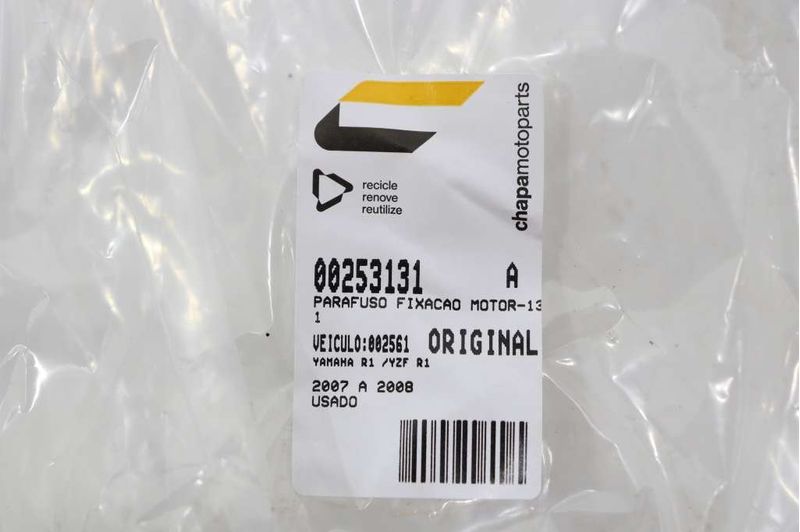 chapamotoparts
recicle
renove
reutilize
00253131 A
PARAFUSO FIXACAO MOTOR-13
1
VEICULO:002561 ORIGINAL
YAMAHA R1 /YZF R1
2007 A 2008
USADO